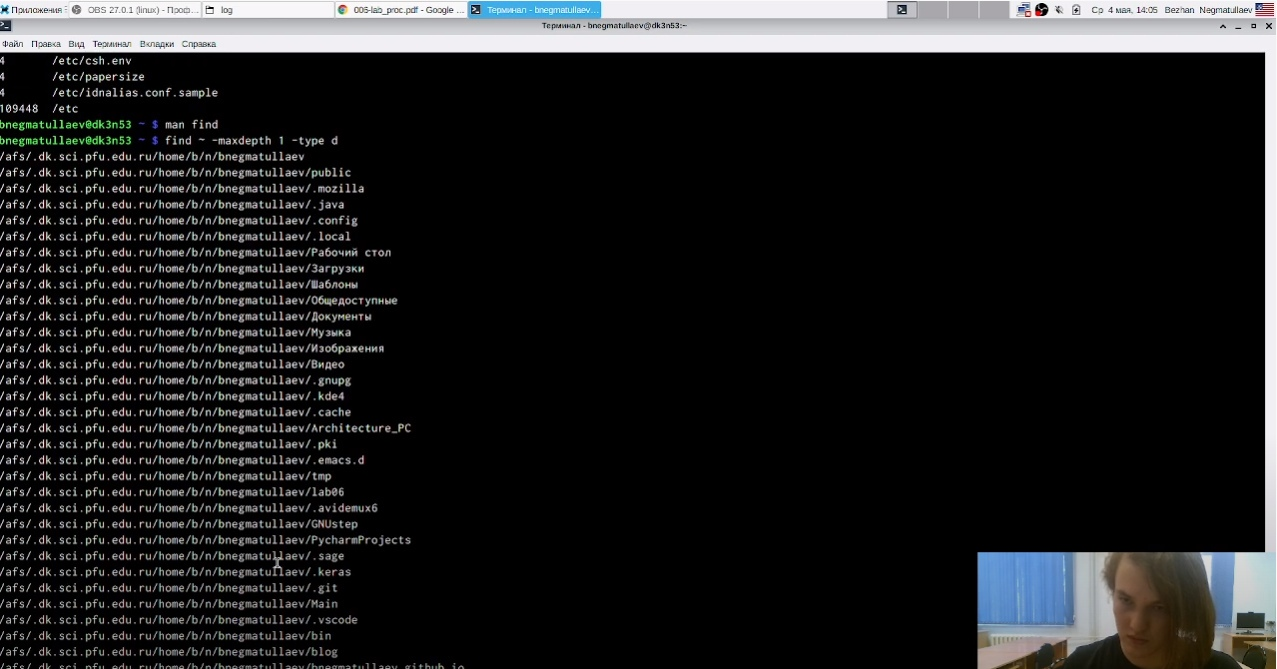 Приложения OBS 27.0.1 (linux) - Проф... log 005-lab_proc.pdf - Google ... Терминал - bnegmatullaev... Ср 4 мая, 14:05 Bezhan Negmatullaev
Терминал - bnegmatullaev@dk3n53:~
Файл Правка Вид Терминал Вкладки Справка
4 /etc/csh.env
4 /etc/papersize
4 /etc/idnalias.conf.sample
109448 /etc
bnegmatullaev@dk3n53 ~ $ man find
bnegmatullaev@dk3n53 ~ $ find ~ -maxdepth 1 -type d
/afs/.dk.sci.pfu.edu.ru/home/b/n/bnegmatullaev
/afs/.dk.sci.pfu.edu.ru/home/b/n/bnegmatullaev/public
/afs/.dk.sci.pfu.edu.ru/home/b/n/bnegmatullaev/.mozilla
/afs/.dk.sci.pfu.edu.ru/home/b/n/bnegmatullaev/.java
/afs/.dk.sci.pfu.edu.ru/home/b/n/bnegmatullaev/.config
/afs/.dk.sci.pfu.edu.ru/home/b/n/bnegmatullaev/.local
/afs/.dk.sci.pfu.edu.ru/home/b/n/bnegmatullaev/Рабочий стол
/afs/.dk.sci.pfu.edu.ru/home/b/n/bnegmatullaev/Загрузки
/afs/.dk.sci.pfu.edu.ru/home/b/n/bnegmatullaev/Шаблоны
/afs/.dk.sci.pfu.edu.ru/home/b/n/bnegmatullaev/Общедоступные
/afs/.dk.sci.pfu.edu.ru/home/b/n/bnegmatullaev/Документы
/afs/.dk.sci.pfu.edu.ru/home/b/n/bnegmatullaev/Музыка
/afs/.dk.sci.pfu.edu.ru/home/b/n/bnegmatullaev/Изображения
/afs/.dk.sci.pfu.edu.ru/home/b/n/bnegmatullaev/Видео
/afs/.dk.sci.pfu.edu.ru/home/b/n/bnegmatullaev/.gnupg
/afs/.dk.sci.pfu.edu.ru/home/b/n/bnegmatullaev/.kde4
/afs/.dk.sci.pfu.edu.ru/home/b/n/bnegmatullaev/.cache
/afs/.dk.sci.pfu.edu.ru/home/b/n/bnegmatullaev/Architecture_PC
/afs/.dk.sci.pfu.edu.ru/home/b/n/bnegmatullaev/.pki
/afs/.dk.sci.pfu.edu.ru/home/b/n/bnegmatullaev/.emacs.d
/afs/.dk.sci.pfu.edu.ru/home/b/n/bnegmatullaev/tmp
/afs/.dk.sci.pfu.edu.ru/home/b/n/bnegmatullaev/lab06
/afs/.dk.sci.pfu.edu.ru/home/b/n/bnegmatullaev/.avidemux6
/afs/.dk.sci.pfu.edu.ru/home/b/n/bnegmatullaev/GNUstep
/afs/.dk.sci.pfu.edu.ru/home/b/n/bnegmatullaev/PycharmProjects
/afs/.dk.sci.pfu.edu.ru/home/b/n/bnegmatullaev/.sage
/afs/.dk.sci.pfu.edu.ru/home/b/n/bnegmatullaev/.keras
/afs/.dk.sci.pfu.edu.ru/home/b/n/bnegmatullaev/.git
/afs/.dk.sci.pfu.edu.ru/home/b/n/bnegmatullaev/Main
/afs/.dk.sci.pfu.edu.ru/home/b/n/bnegmatullaev/.vscode
/afs/.dk.sci.pfu.edu.ru/home/b/n/bnegmatullaev/bin
/afs/.dk.sci.pfu.edu.ru/home/b/n/bnegmatullaev/blog
/afs/.dk.sci.pfu.edu.ru/home/b/n/bnegmatullaev/bnegmatullaev.github.io